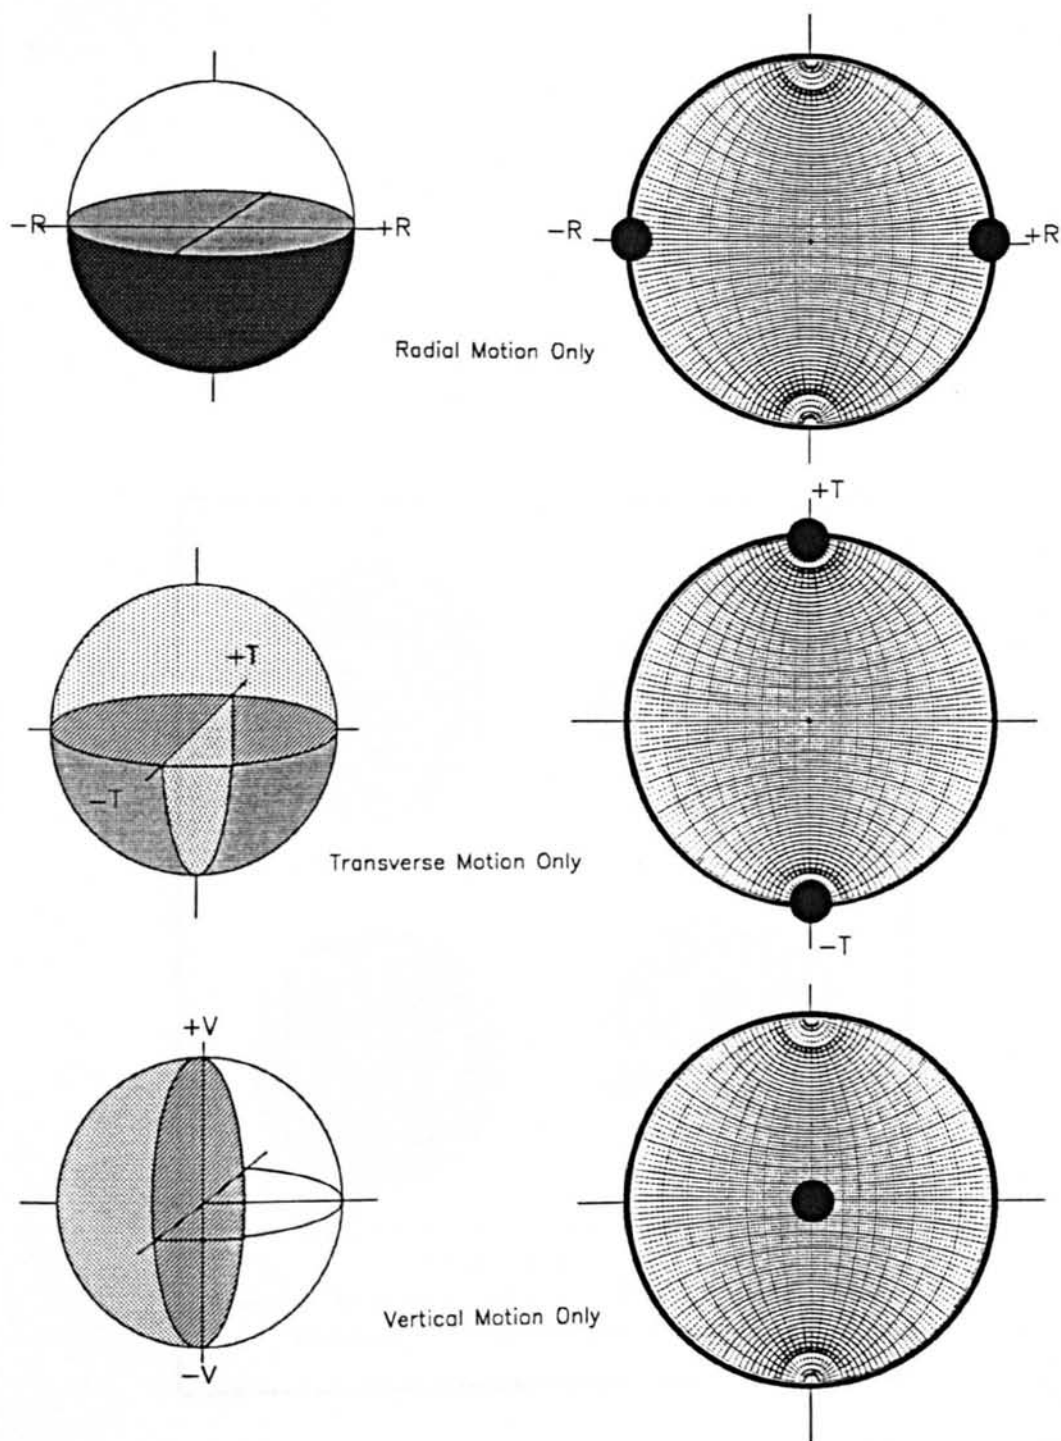 −R
+R
−R
+R
Radial Motion Only
+T
+T
−T
Transverse Motion Only
−T
+V
Vertical Motion Only
−V